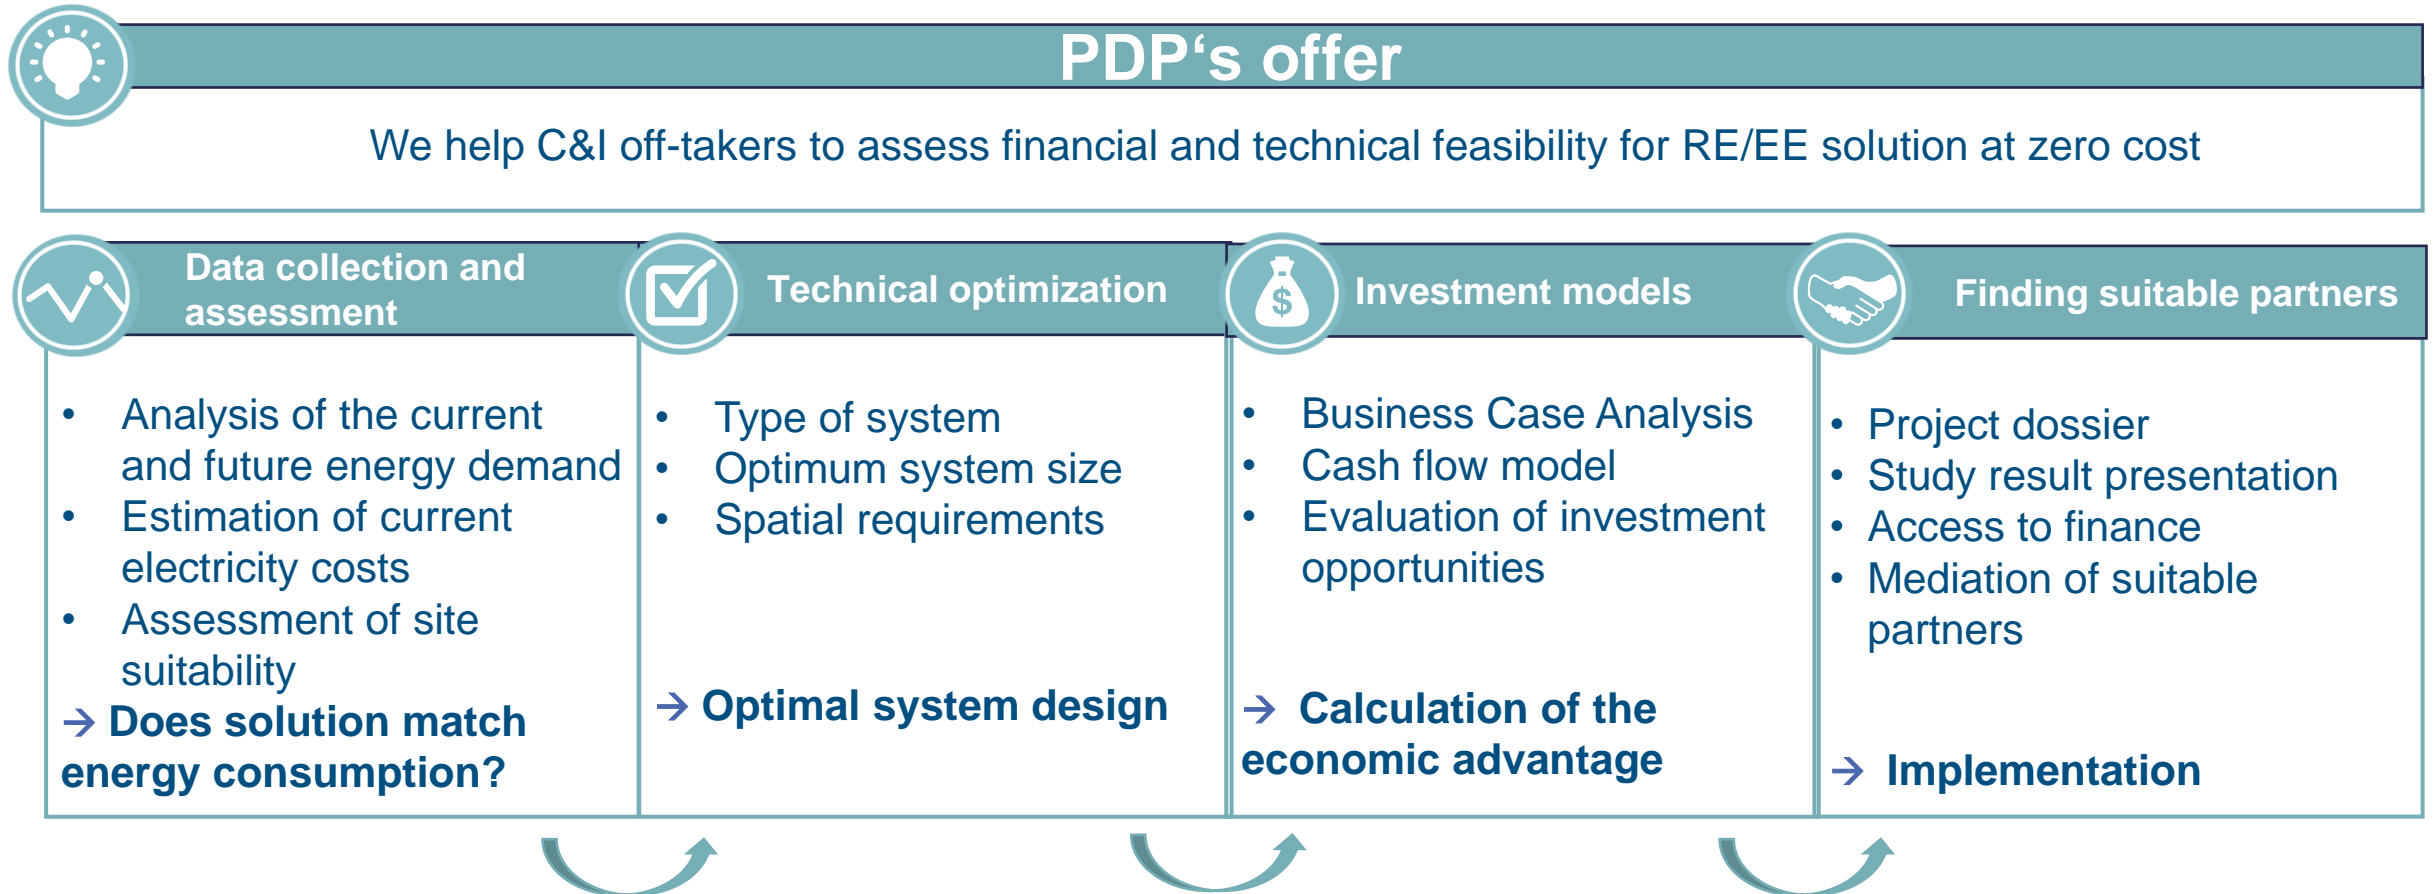 PDP‘s offer
We help C&I off-takers to assess financial and technical feasibility for RE/EE solution at zero cost
Data collection and
assessment
• Analysis of the current
and future energy demand
• Estimation of current
electricity costs
• Assessment of site
suitability
→ Does solution match
energy consumption?
Technical optimization
• Type of system
• Optimum system size
• Spatial requirements
→ Optimal system design
$
Investment models
• Business Case Analysis
• Cash flow model
• Evaluation of investment
opportunities
→ Calculation of the
economic advantage
Finding suitable partners
• Project dossier
• Study result presentation
• Access to finance
• Mediation of suitable
partners
→ Implementation